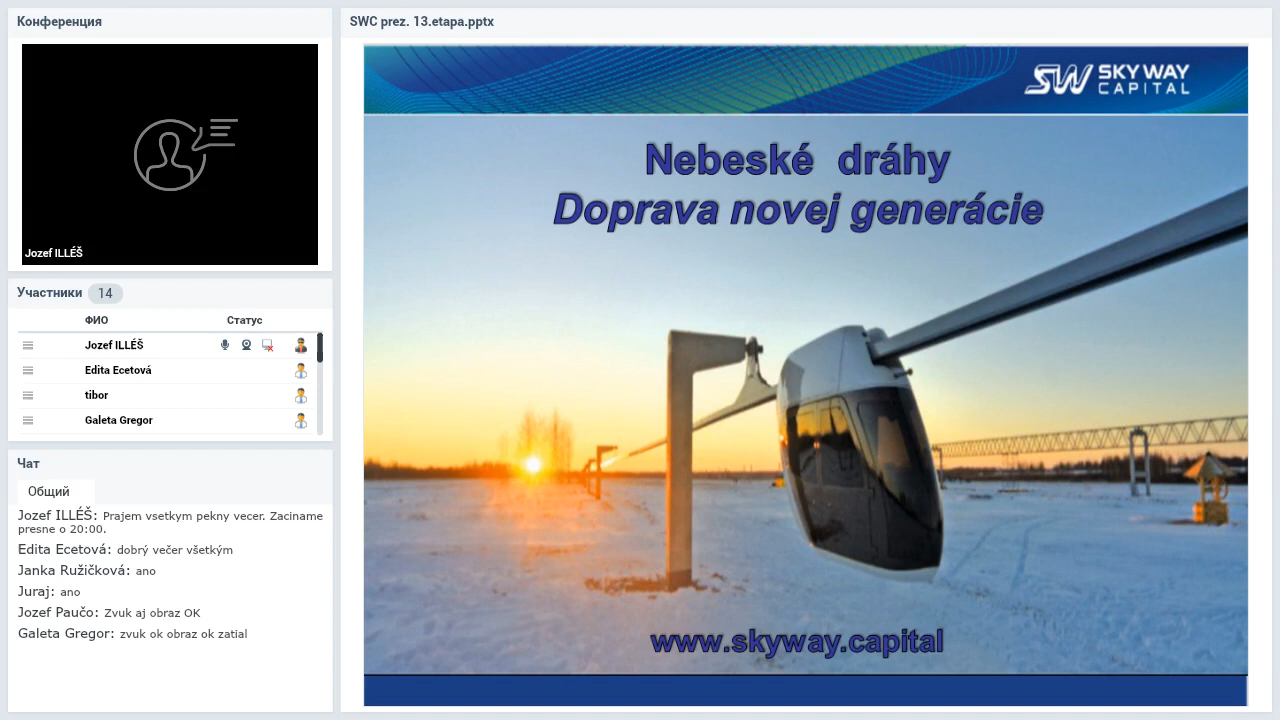 Конференция
Jozef ILLÉŠ
Участники 14
ФИО Статус
Jozef ILLÉŠ
Edita Ecetová
tibor
Galeta Gregor
Чат
Общий
Jozef ILLÉŠ: Prajem vsetkym pekny vecer. Zaciname
presne o 20:00.
Edita Ecetová: dobrý večer všetkým
Janka Ružičková: ano
Juraj: ano
Jozef Paučo: Zvuk aj obraz OK
Galeta Gregor: zvuk ok obraz ok zatial
SWC prez. 13.etapa.pptx
SW SKY WAY
CAPITAL
Nebeské dráhy
Doprava novej generácie
www.skyway.capital